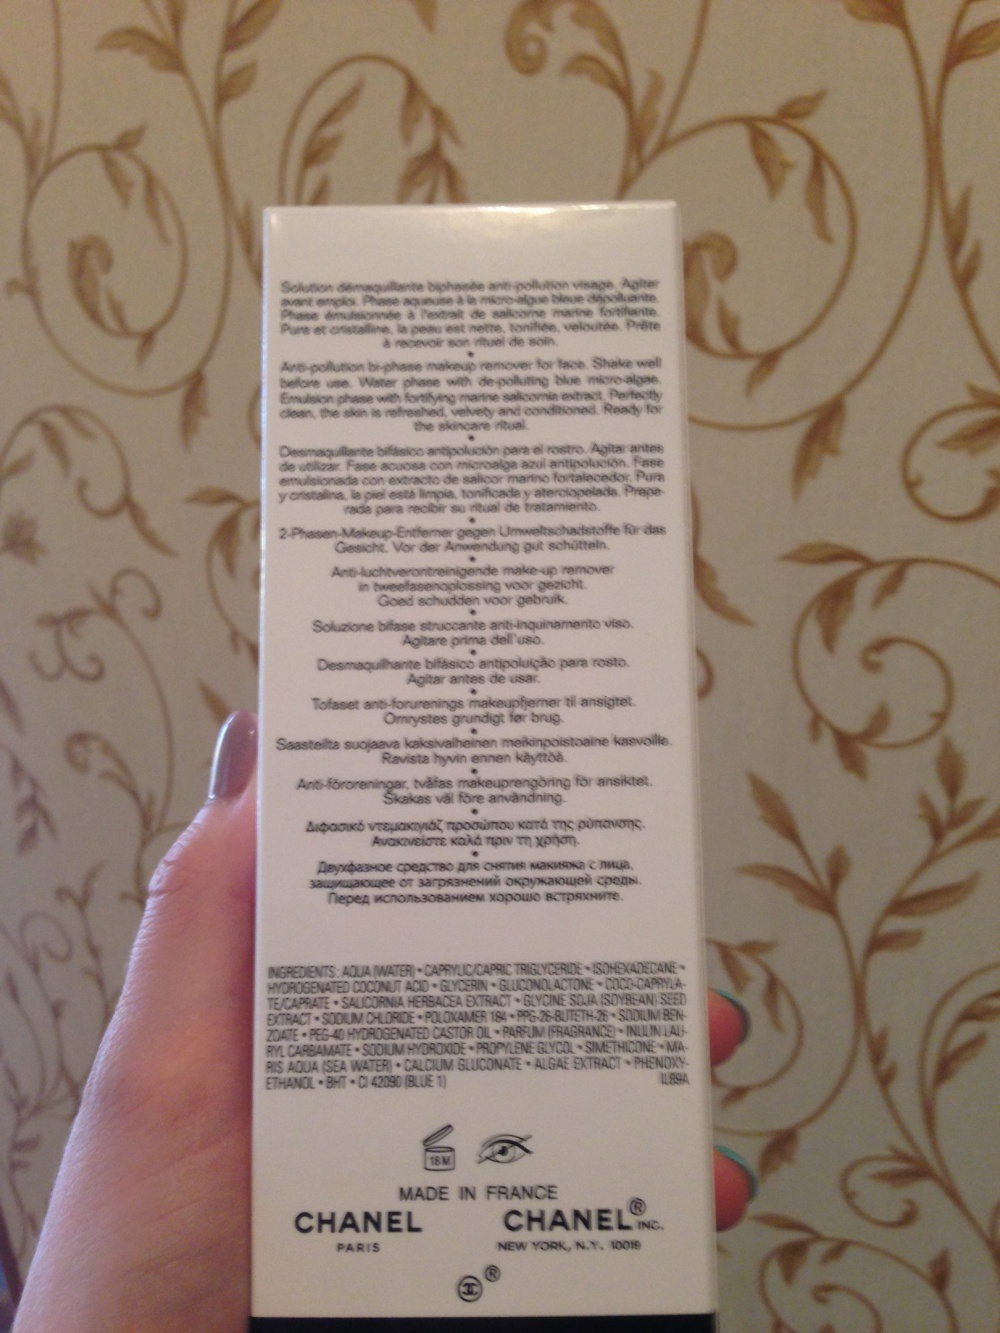 Solution démaquillante biphasée anti-pollution visage. Agiter
avant emploi. Phase aqueuse à la micro-algue bleue dépolluante.
Phase émulsionnée à l'extrait de salicorne marine fortifiante.
Pure et cristalline, la peau est nette, tonifiée, veloutée. Prête
à recevoir son rituel de soin.
•
Anti-pollution bi-phase makeup remover for face. Shake well
before use. Water phase with de-polluting blue micro-algae.
Emulsion phase with fortifying marine salicornia extract. Perfectly
clean, the skin is refreshed, velvety and conditioned. Ready for
the skincare ritual.
•
Desmaquillante bifásico antipolución para el rostro. Agitar antes
de utilizar. Fase acuosa con microalga azul antipolución. Fase
emulsionada con extracto de salicor marino fortalecedor. Pura
y cristalina, la piel está limpia, tonificada y aterciopelada. Prepa-
rada para recibir su ritual de tratamiento.
•
2-Phasen-Makeup-Entferner gegen Umweltschadstoffe für das
Gesicht. Vor der Anwendung gut schütteln.
•
Anti-luchtverontreinigende make-up remover
in tweefasenoplossing voor gezicht.
Goed schudden voor gebruik.
•
Soluzione bifase struccante anti-inquinamento viso.
Agitare prima dell'uso.
•
Desmaquilhante bifásico antipoluição para rosto.
Agitar antes de usar.
•
Tofaset anti-forurenings makeupfjerner til ansigtet.
Omrystes grundigt før brug.
•
Saasteilta suojaava kaksivaiheinen meikinpoistoaine kasvoille.
Ravista hyvin ennen käyttöä.
•
Anti-föroreningar, tvåfas makeuprengöring för ansiktet.
Skakas väl före användning.
•
Διφασικό ντεμακιγιάζ προσώπου κατά της ρύπανσης.
Ανακινείστε καλά πριν τη χρήση.
•
Двухфазное средство для снятия макияжа с лица,
защищающее от загрязнений окружающей среды.
Перед использованием хорошо встряхните.
INGREDIENTS: AQUA (WATER) • CAPRYLIC/CAPRIC TRIGLYCERIDE • ISOHEXADECANE •
HYDROGENATED COCONUT ACID • GLYCERIN • GLUCONOLACTONE • COCO-CAPRYLA-
TE/CAPRATE • SALICORNIA HERBACEA EXTRACT • GLYCINE SOJA (SOYBEAN) SEED
EXTRACT • SODIUM CHLORIDE • POLOXAMER 184 • PPG-26-BUTETH-26 • SODIUM BEN-
ZOATE • PEG-40 HYDROGENATED CASTOR OIL • PARFUM (FRAGRANCE) • INULIN LAU-
RYL CARBAMATE • SODIUM HYDROXIDE • PROPYLENE GLYCOL • SIMETHICONE • MA-
RIS AQUA (SEA WATER) • CALCIUM GLUCONATE • ALGAE EXTRACT • PHENOXY-
ETHANOL • BHT • CI 42090 (BLUE 1) IL89A
18 M
MADE IN FRANCE
CHANEL CHANEL® INC.
PARIS NEW YORK, N.Y. 10019
®